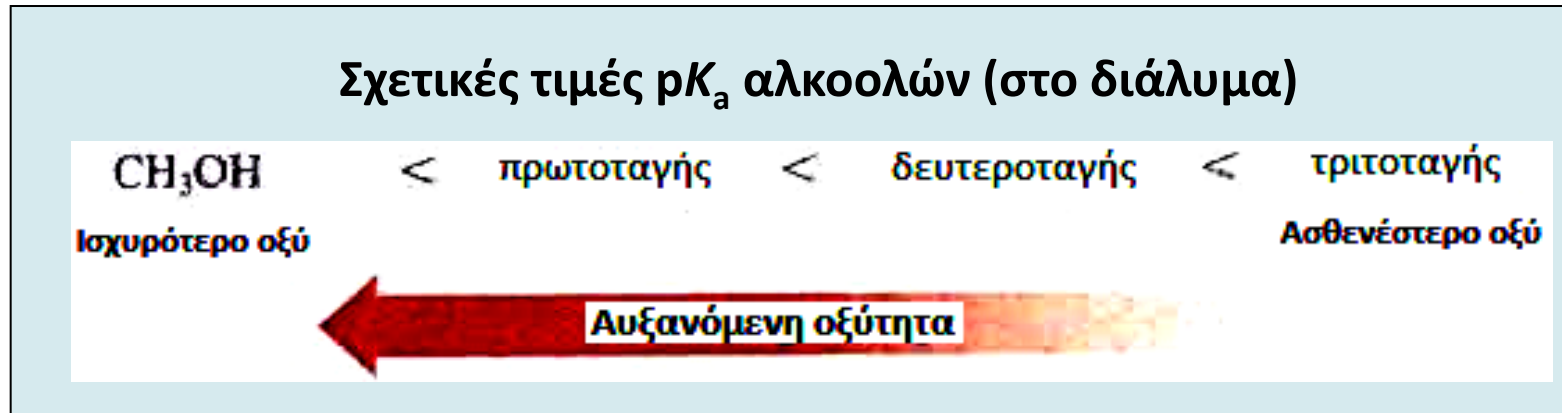 Σχετικές τιμές pKₐ αλκοολών (στο διάλυμα)
CH₃OH < πρωτοταγής < δευτεροταγής < τριτοταγής
Ισχυρότερο οξύ Ασθενέστερο οξύ
Αυξανόμενη οξύτητα